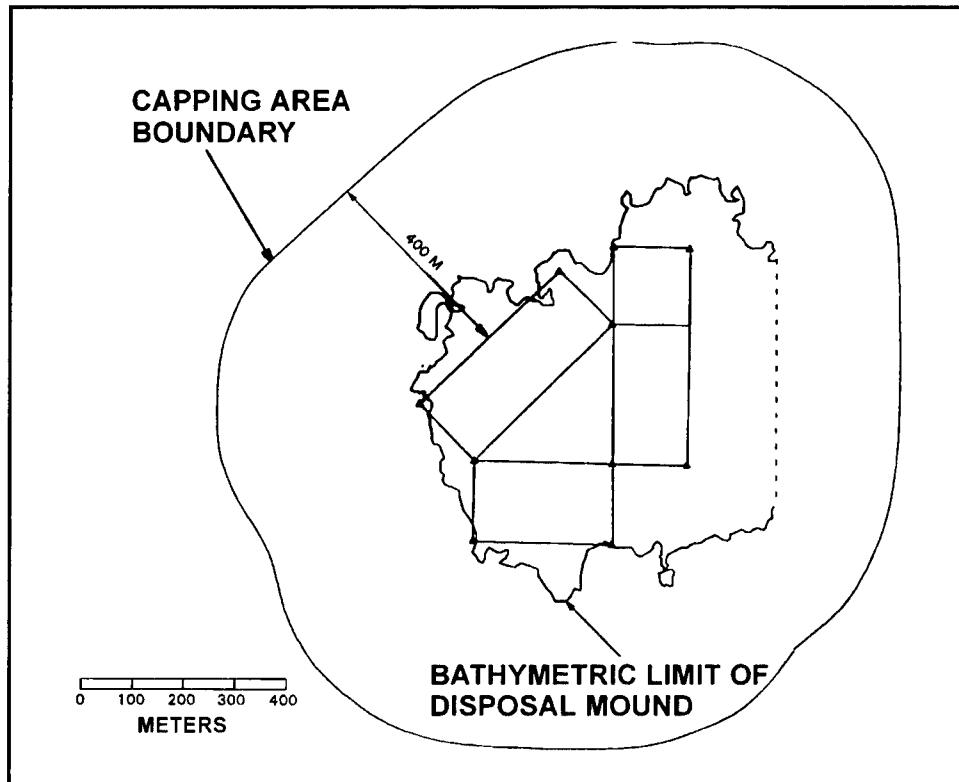 CAPPING AREA
BOUNDARY
400 M
BATHYMETRIC LIMIT OF
DISPOSAL MOUND
0 100 200 300 400
METERS